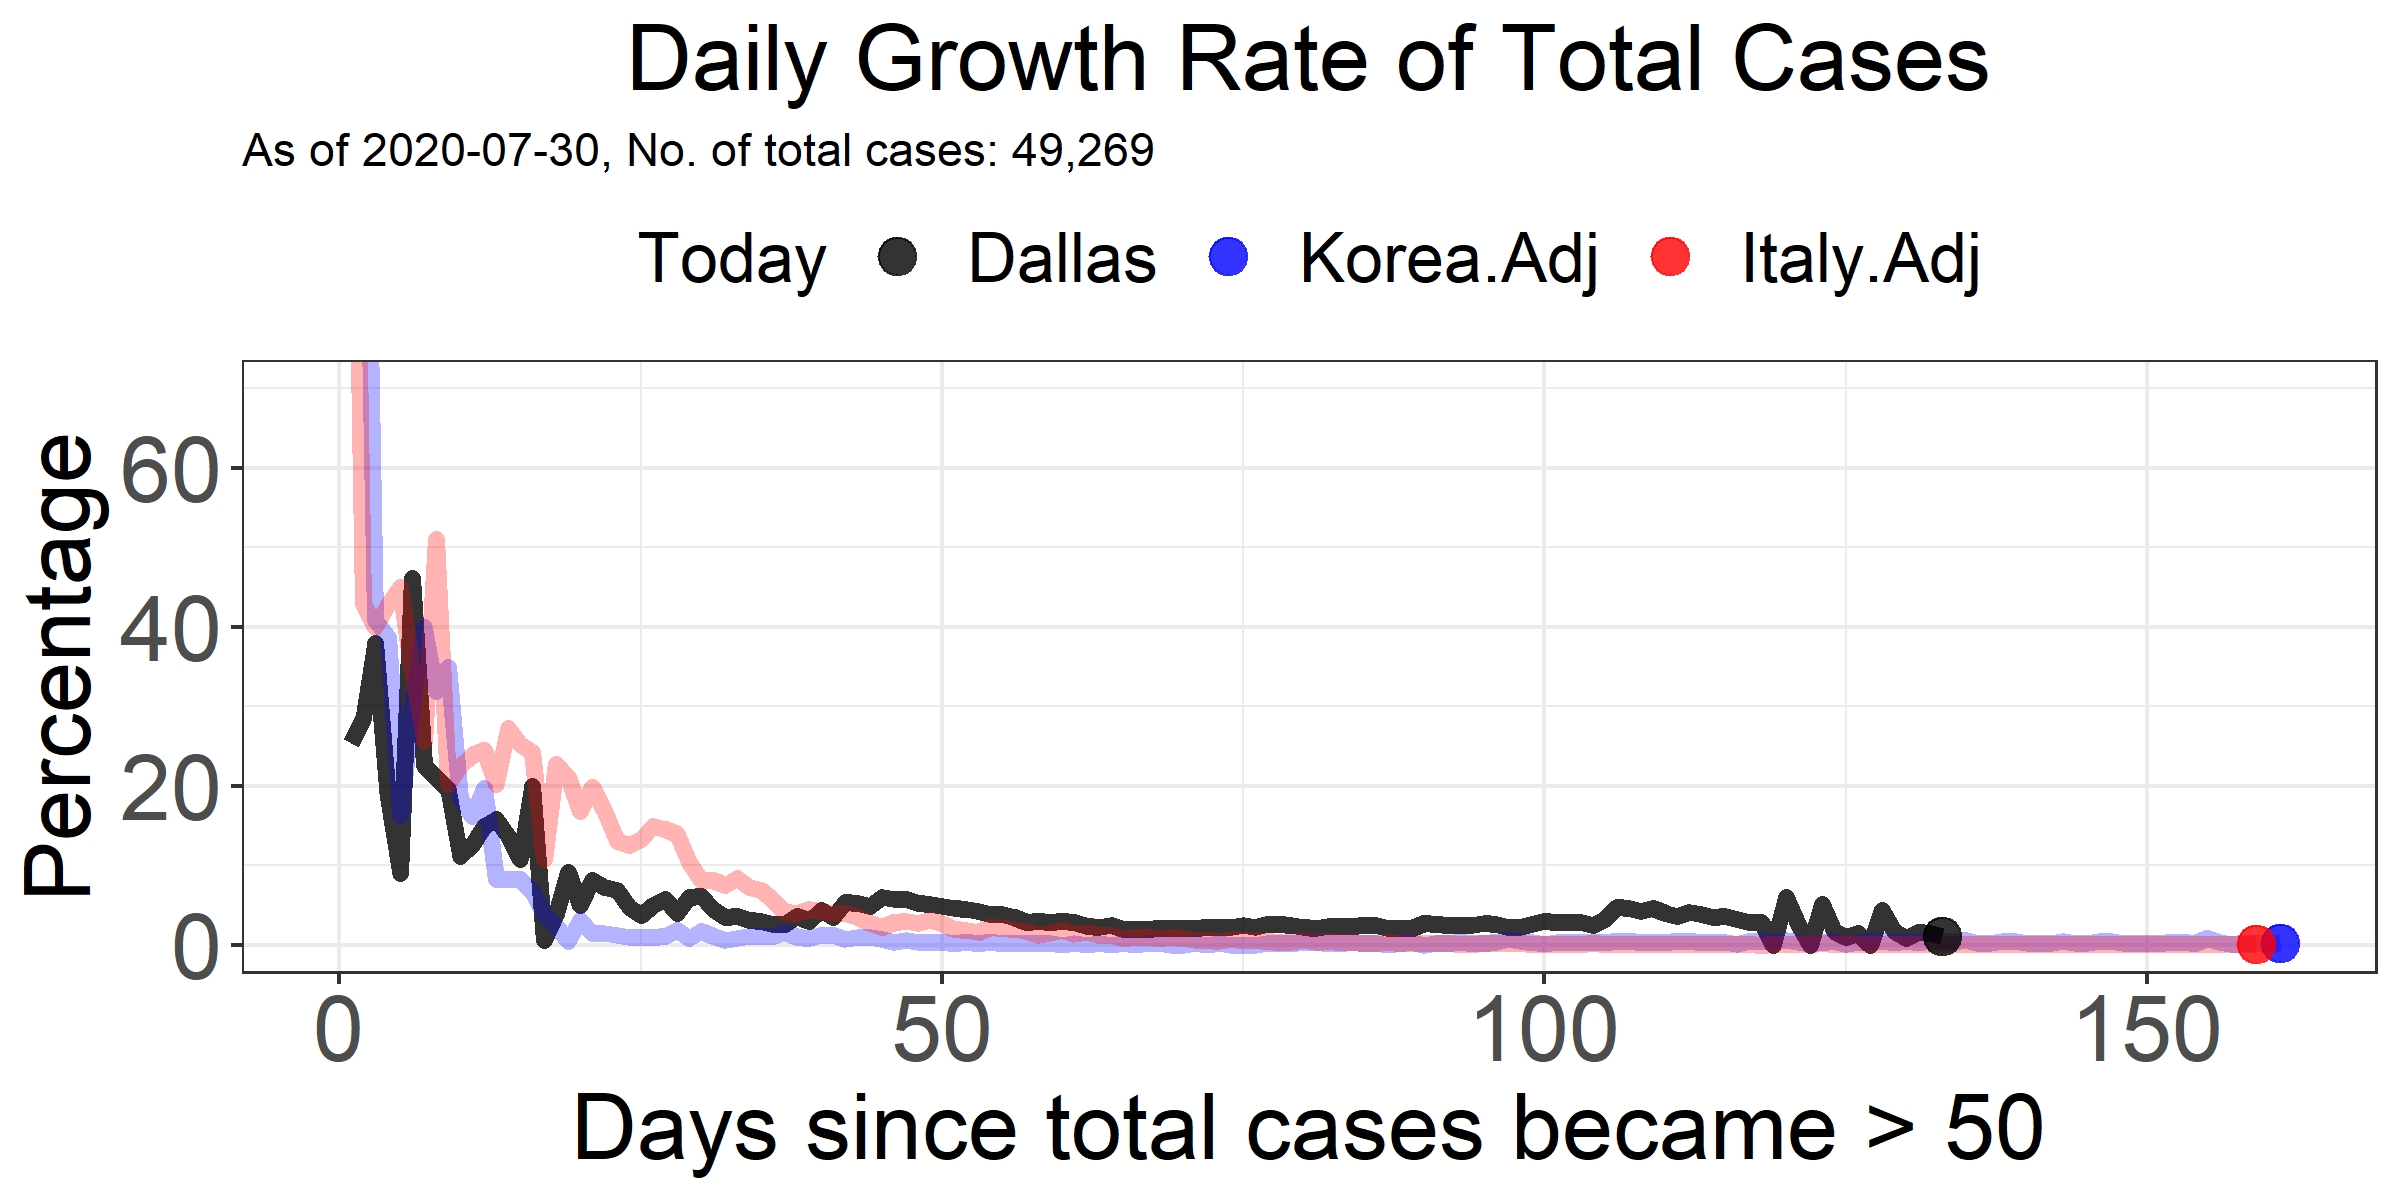 Daily Growth Rate of Total Cases
As of 2020-07-30, No. of total cases: 49,269
Today Dallas Korea.Adj Italy.Adj
Percentage
60
40
20
0
0 50 100 150
Days since total cases became > 50